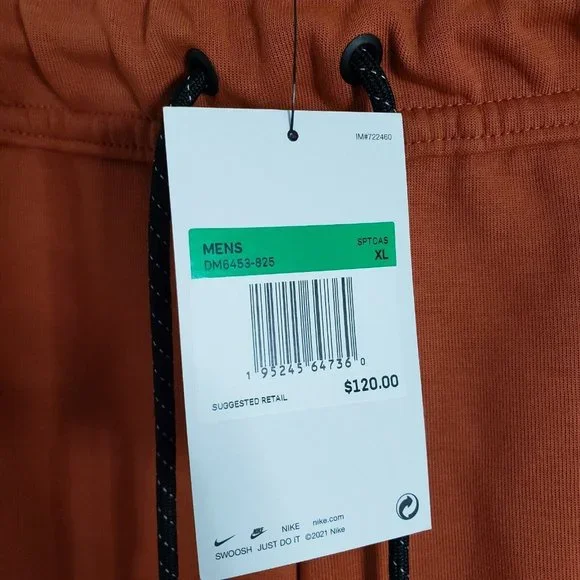 IM#722460
MENS SPTCAS
DM6453-825 XL
1 95245 64736 0
$120.00
SUGGESTED RETAIL
NIKE nike.com
SWOOSH JUST DO IT ©2021 Nike